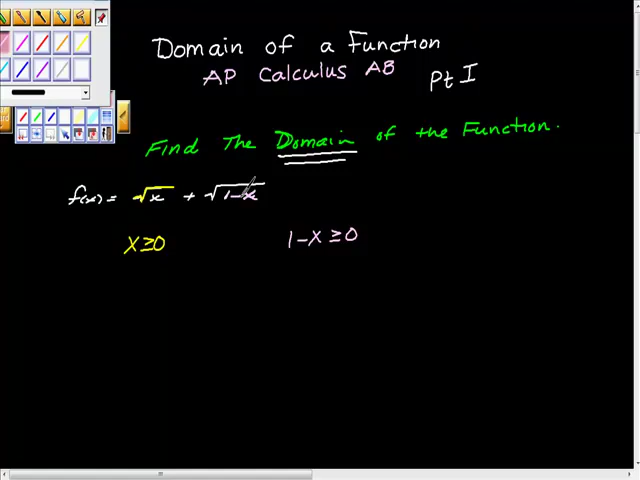 Domain of a Function
AP Calculus AB Pt I
Find The Domain of the Function.
f(x) = √x + √1-x
x ≥ 0 1-x ≥ 0